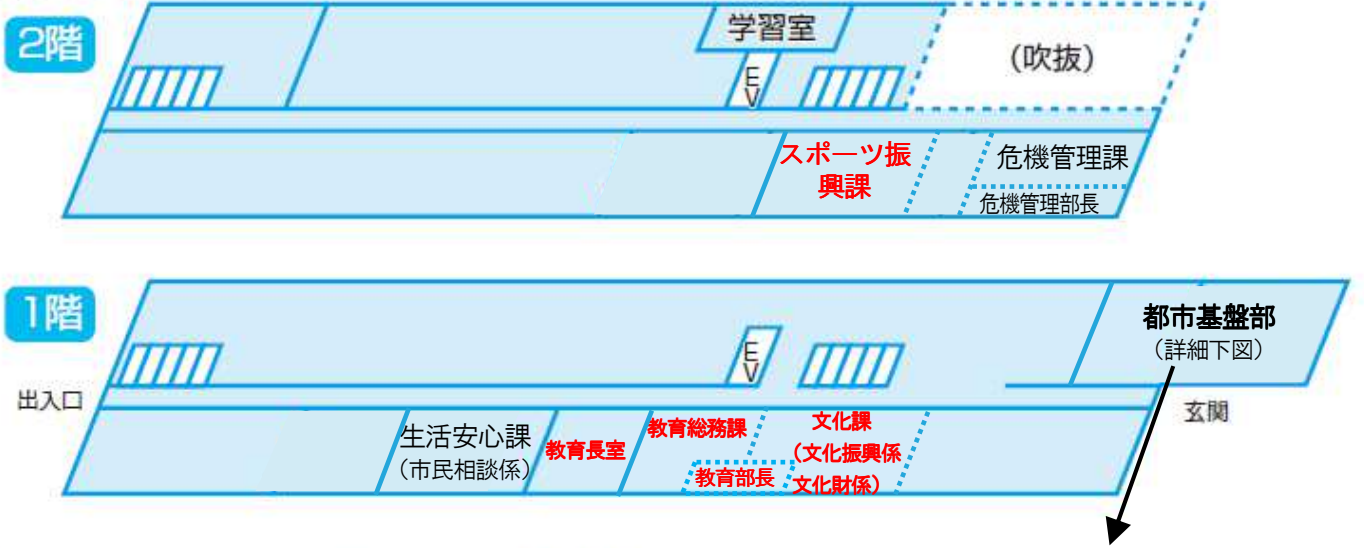 2階
学習室
EV
（吹抜）
スポーツ振
興課
危機管理課
危機管理部長
1階
EV
都市基盤部
（詳細下図）
出入口
玄関
生活安心課
（市民相談係）
教育長室
教育総務課
教育部長
文化課
（文化振興係
文化財係）